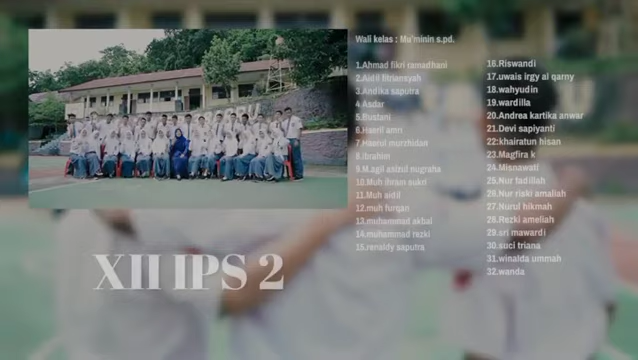 Wali kelas : Mu'minin s.pd.
1.Ahmad fikri ramadhani
2.Aidil fitriansyah
3.Andika saputra
4.Asdar
5.Bustani
6.Haeril amri
7.Haerul murzhidan
8.Ibrahim
9.M.agil azizul nugraha
10.Muh ihrani sukri
11.Muh aidil
12.muh furqan
13.muhammad akbal
14.muhammad rezki
15.renaldy saputra
16.Riswandi
17.uwais irgy al qarny
18.wahyudin
19.wardilla
20.Andrea kartika anwar
21.Devi sapiyanti
22.khairatun hisan
23.Magfira k
24.Misnawati
25.Nur fadillah
26.Nur riski amaliah
27.Nurul hikmah
28.Rezki ameliah
29.sri mawardi
30.suci triana
31.winalda ummah
32.wanda
XII IPS 2